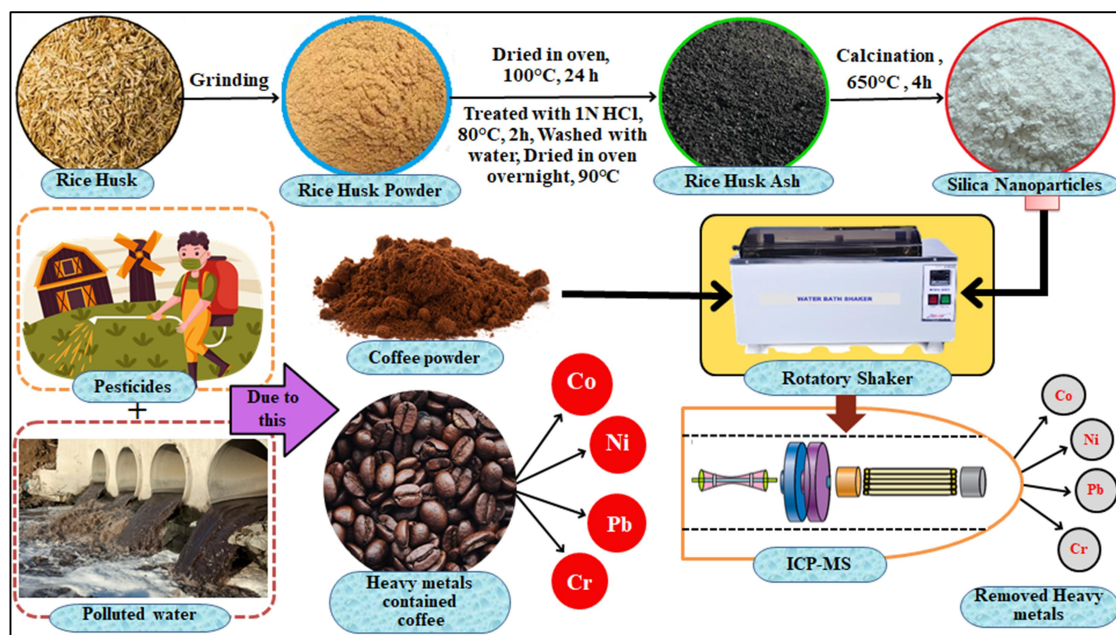 Grinding
Dried in oven,
100°C, 24 h
Treated with 1N HCl,
80°C, 2h, Washed with
water, Dried in oven
overnight, 90°C
Calcination ,
650°C , 4h
Rice Husk
Rice Husk Powder
Rice Husk Ash
Silica Nanoparticles
Pesticides
+
Polluted water
Due to
this
Coffee powder
Heavy metals
contained
coffee
Co
Ni
Pb
Cr
WATER BATH SHAKER
Rotatory Shaker
ICP-MS
Co
Ni
Pb
Cr
Removed Heavy
metals